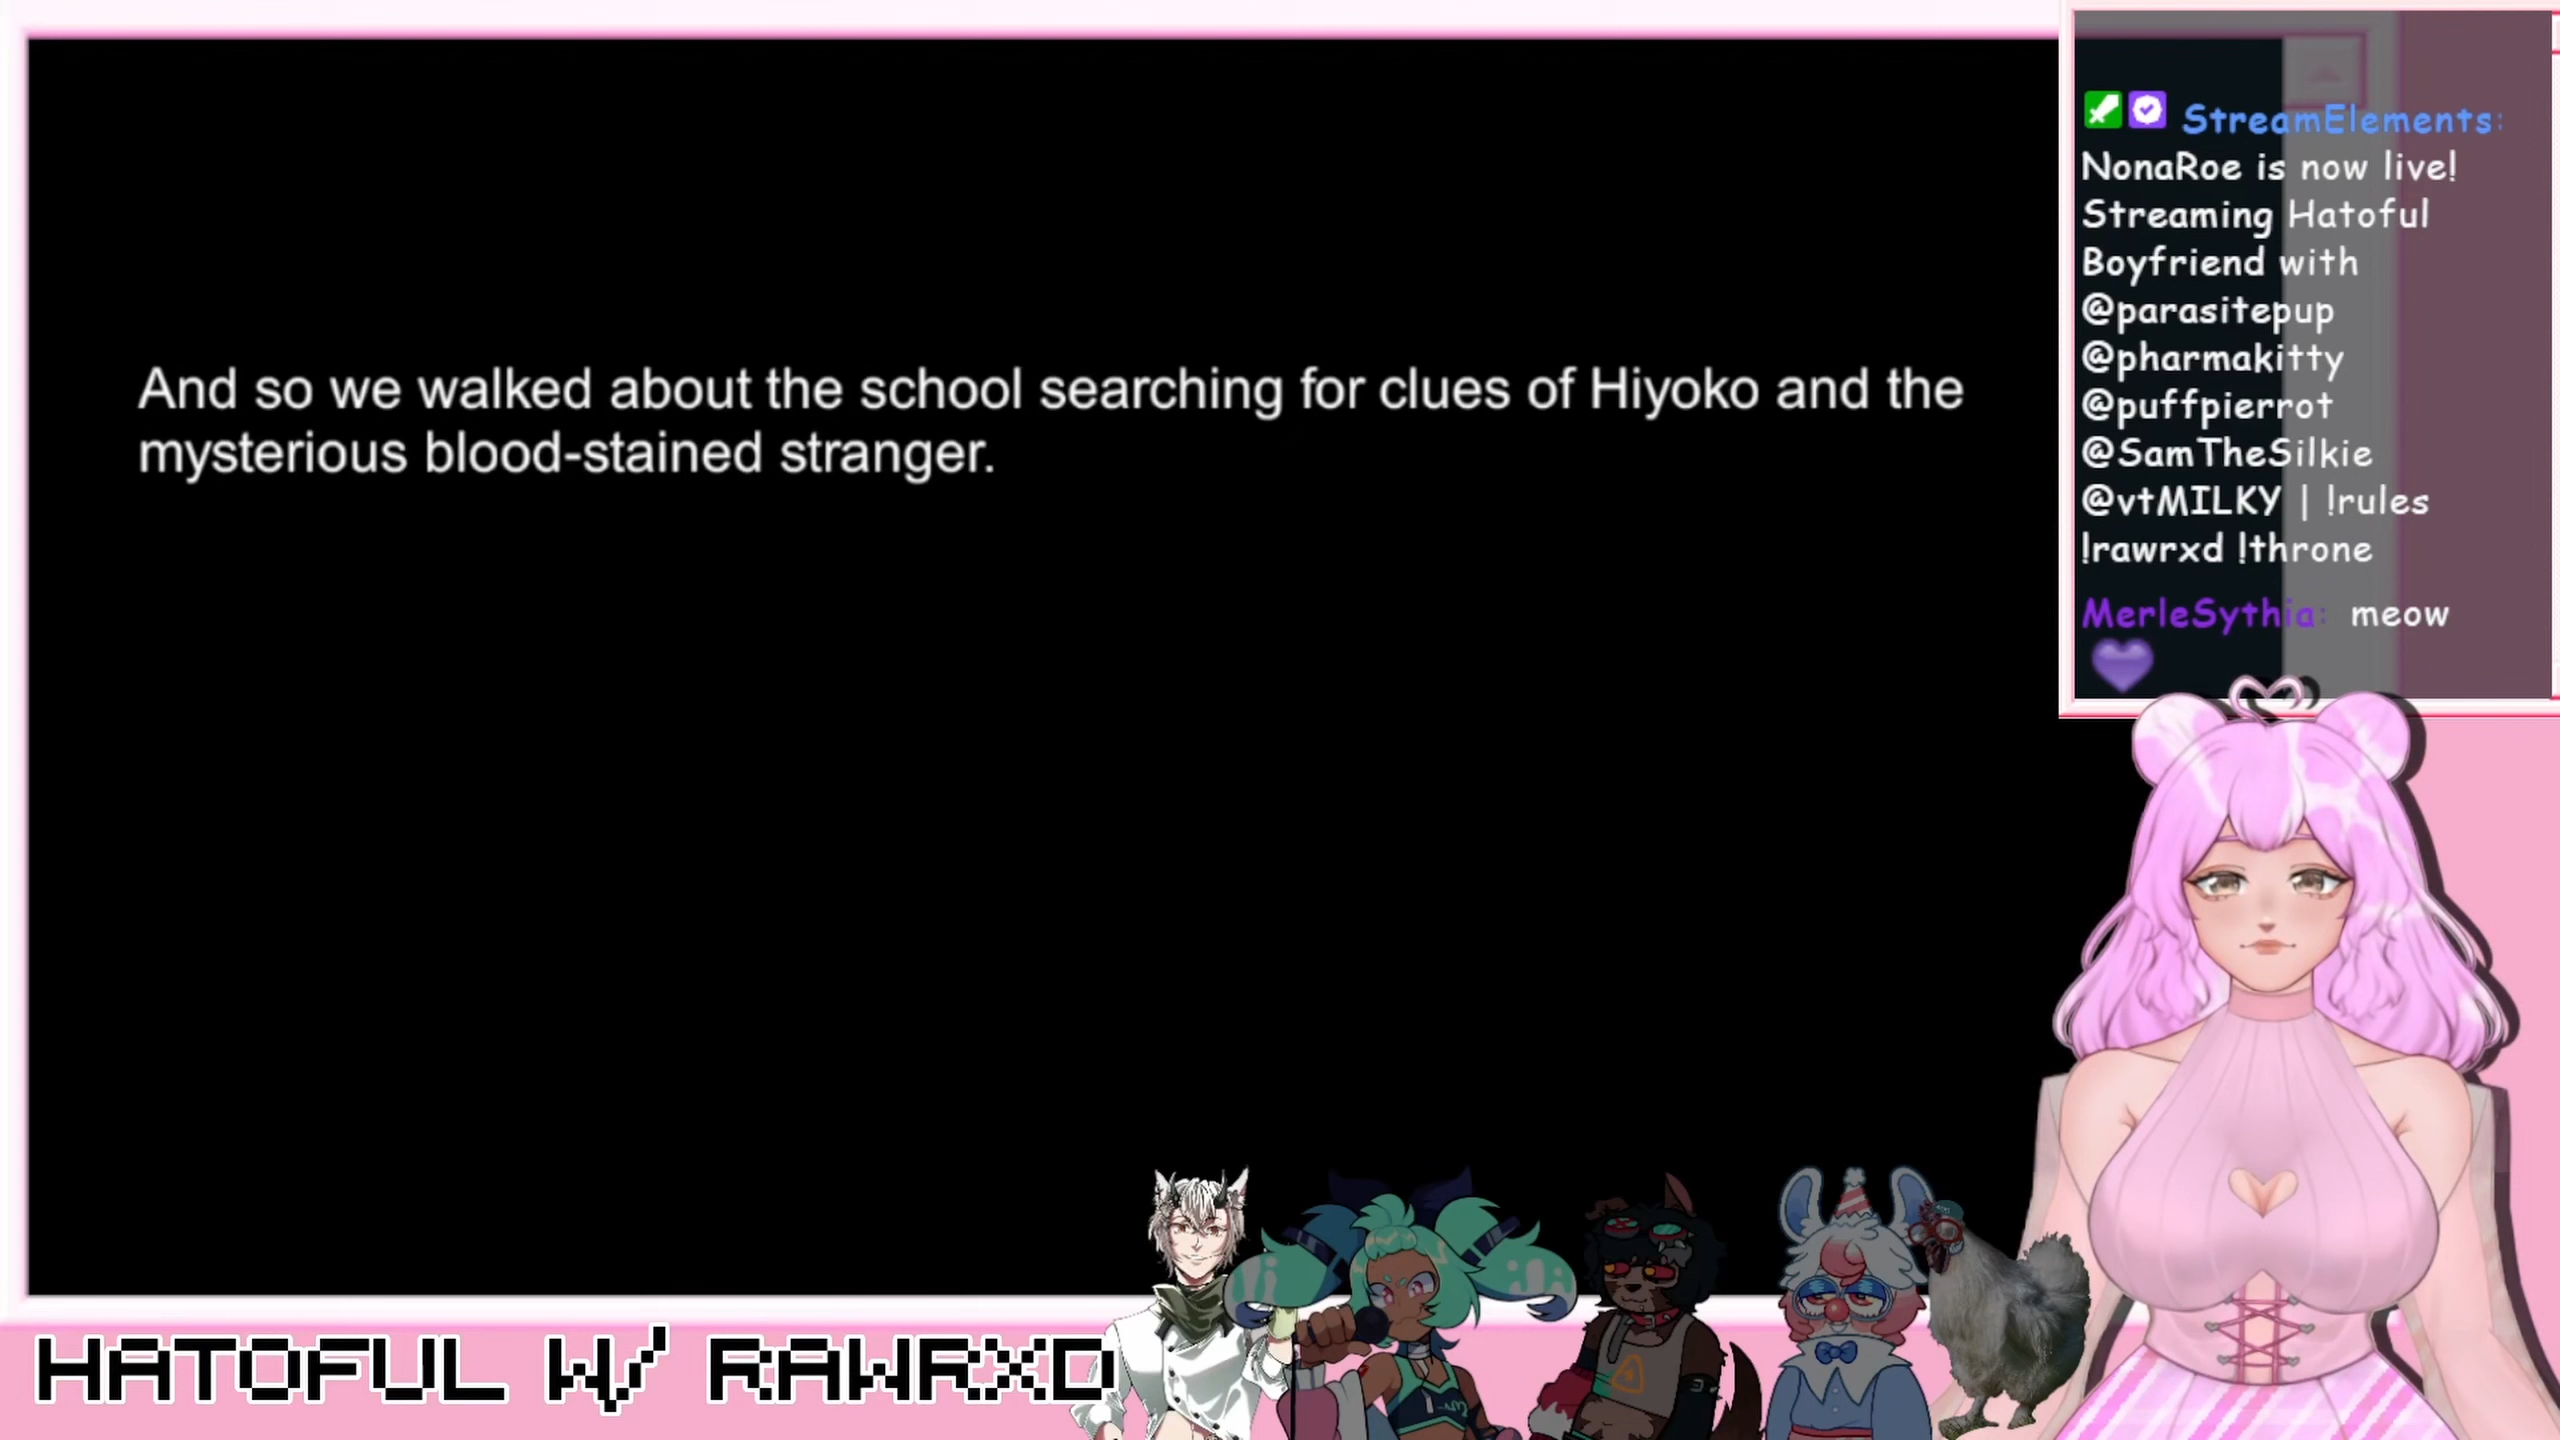 And so we walked about the school searching for clues of Hiyoko and the
mysterious blood-stained stranger.
StreamElements:
NonaRoe is now live!
Streaming Hatoful
Boyfriend with
@parasitepup
@pharmakitty
@puffpierrot
@SamTheSilkie
@vtMILKY | !rules
!rawrxd !throne
MerleSythia: meow
HATOFUL W/ RAWRXD